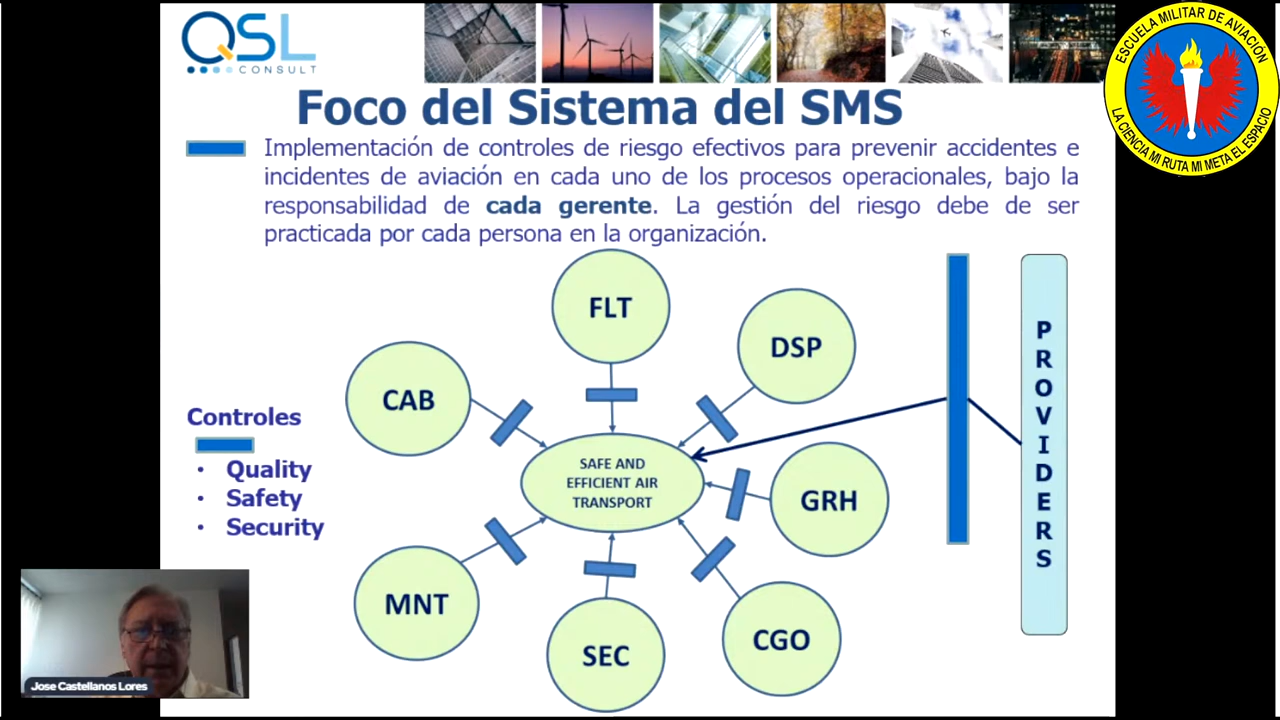 QSL
CONSULT
ESCUELA MILITAR DE AVIACIÓN
LA CIENCIA MI RUTA MI META EL ESPACIO
Foco del Sistema del SMS
Implementación de controles de riesgo efectivos para prevenir accidentes e
incidentes de aviación en cada uno de los procesos operacionales, bajo la
responsabilidad de cada gerente. La gestión del riesgo debe de ser
practicada por cada persona en la organización.
FLT
DSP
CAB
GRH
MNT
SEC
CGO
SAFE AND
EFFICIENT AIR
TRANSPORT
PROVIDERS
Controles
• Quality
• Safety
• Security
Jose Castellanos Lores